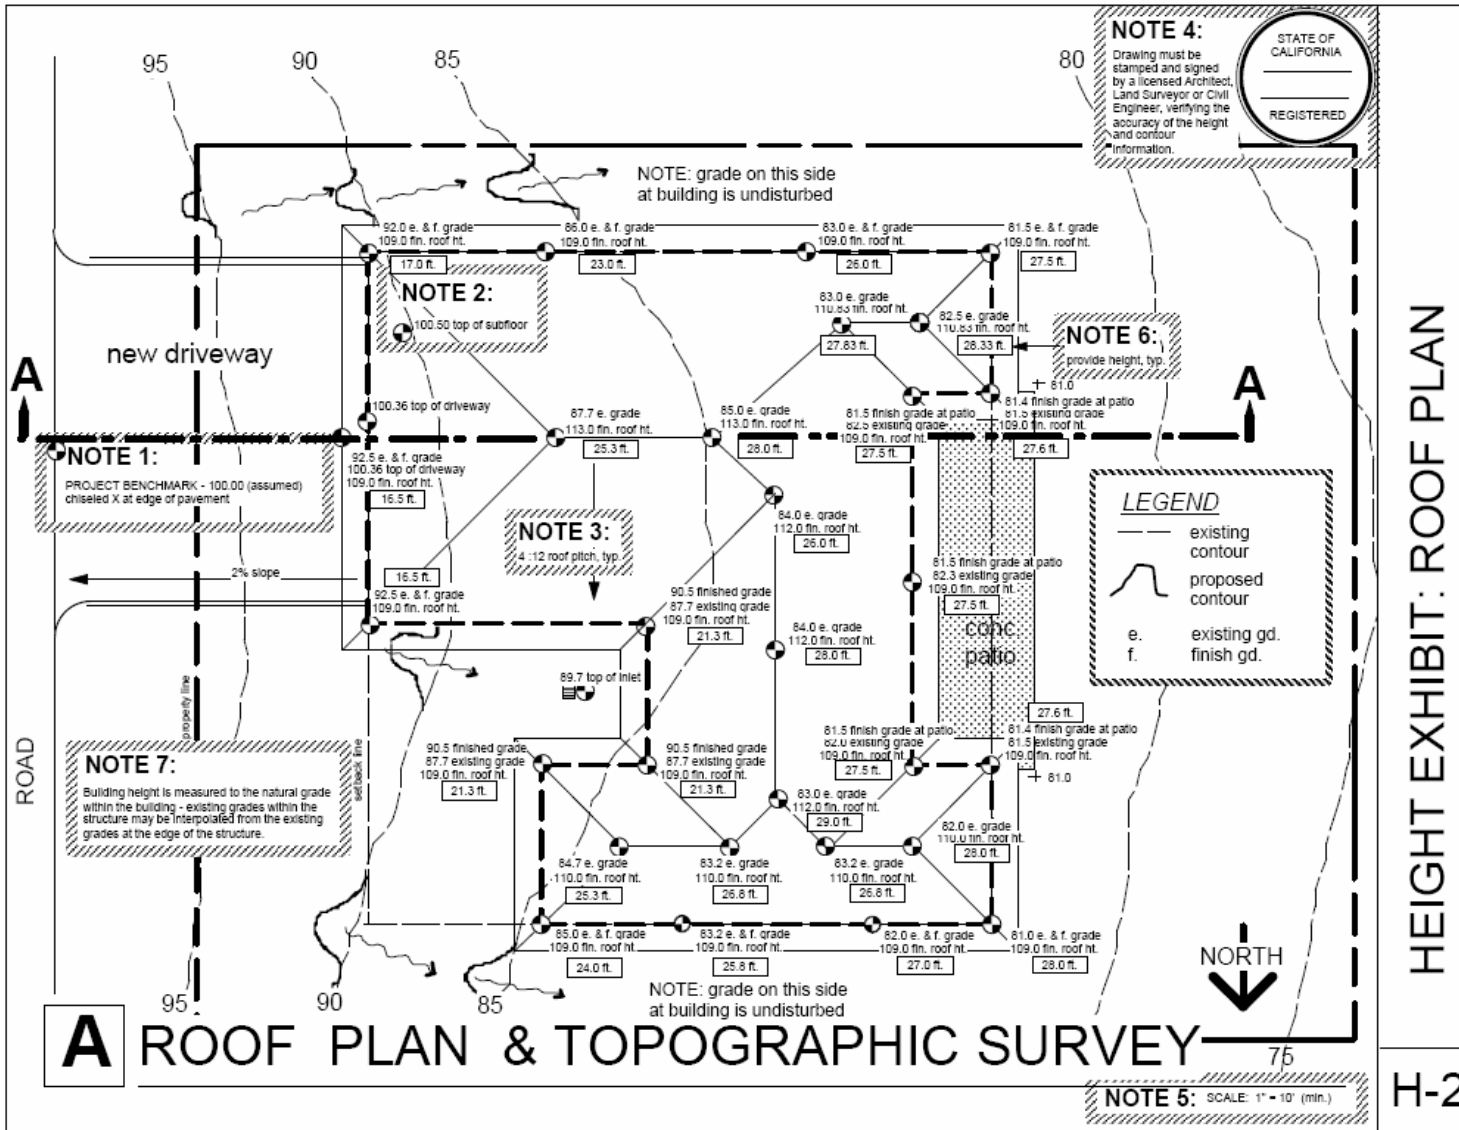 95
90
85
80
NOTE 4:
Drawing must be
stamped and signed
by a licensed Architect,
Land Surveyor or Civil
Engineer, verifying the
accuracy of the height
and contour
information.
STATE OF
CALIFORNIA
REGISTERED
NOTE: grade on this side
at building is undisturbed
92.0 e. & f. grade
109.0 fin. roof ht.
17.0 ft.
86.0 e. & f. grade
109.0 fin. roof ht.
23.0 ft.
83.0 e. & f. grade
109.0 fin. roof ht.
26.0 ft.
81.5 e. & f. grade
109.0 fin. roof ht.
27.5 ft.
NOTE 2:
100.50 top of subfloor
83.0 e. grade
110.83 fin. roof ht.
27.83 ft.
82.5 e. grade
110.83 fin. roof ht.
28.33 ft.
NOTE 6:
provide height, typ.
new driveway
A
A
81.0
100.36 top of driveway
87.7 e. grade
113.0 fin. roof ht.
25.3 ft.
85.0 e. grade
113.0 fin. roof ht.
28.0 ft.
81.5 finish grade at patio
82.5 existing grade
109.0 fin. roof ht.
27.5 ft.
81.4 finish grade at patio
81.5 existing grade
109.0 fin. roof ht.
27.6 ft.
NOTE 1:
PROJECT BENCHMARK - 100.00 (assumed)
chiseled X at edge of pavement
92.5 e. & f. grade
100.36 top of driveway
109.0 fin. roof ht.
16.5 ft.
NOTE 3:
4 :12 roof pitch, typ.
84.0 e. grade
112.0 fin. roof ht.
26.0 ft.
LEGEND
existing
contour
proposed
contour
e. existing gd.
f. finish gd.
2% slope
16.5 ft.
92.5 e. & f. grade
109.0 fin. roof ht.
90.5 finished grade
87.7 existing grade
109.0 fin. roof ht.
21.3 ft.
81.5 finish grade at patio
82.3 existing grade
109.0 fin. roof ht.
27.5 ft.
conc.
patio
84.0 e. grade
112.0 fin. roof ht.
28.0 ft.
89.7 top of inlet
property line
set back line
ROAD
NOTE 7:
Building height is measured to the natural grade
within the building - existing grades within the
structure may be interpolated from the existing
grades at the edge of the structure.
90.5 finished grade
87.7 existing grade
109.0 fin. roof ht.
21.3 ft.
90.5 finished grade
87.7 existing grade
109.0 fin. roof ht.
21.3 ft.
81.5 finish grade at patio
82.0 existing grade
109.0 fin. roof ht.
27.5 ft.
27.6 ft.
81.4 finish grade at patio
81.5 existing grade
109.0 fin. roof ht.
81.0
83.0 e. grade
112.0 fin. roof ht.
29.0 ft.
82.0 e. grade
110.0 fin. roof ht.
28.0 ft.
84.7 e. grade
110.0 fin. roof ht.
25.3 ft.
83.2 e. grade
110.0 fin. roof ht.
26.8 ft.
83.2 e. grade
110.0 fin. roof ht.
26.8 ft.
85.0 e. & f. grade
109.0 fin. roof ht.
24.0 ft.
83.2 e. & f. grade
109.0 fin. roof ht.
25.8 ft.
82.0 e. & f. grade
109.0 fin. roof ht.
27.0 ft.
81.0 e. & f. grade
109.0 fin. roof ht.
28.0 ft.
NORTH
NOTE: grade on this side
at building is undisturbed
95
90
85
75
A ROOF PLAN & TOPOGRAPHIC SURVEY
NOTE 5: SCALE: 1" = 10' (min.)
HEIGHT EXHIBIT: ROOF PLAN
H-2